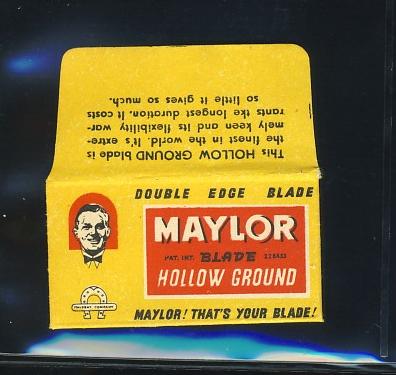 This HOLLOW GROUND blade is
the finest in the world. It's extre-
mely keen and its flexibility war-
rants the longest duration. It costs
so little it gives so much.
DOUBLE EDGE BLADE
MAYLOR
PAT. INT. BLADE
HOLLOW GROUND
COMPANY
MAYLOR! THAT'S YOUR BLADE!